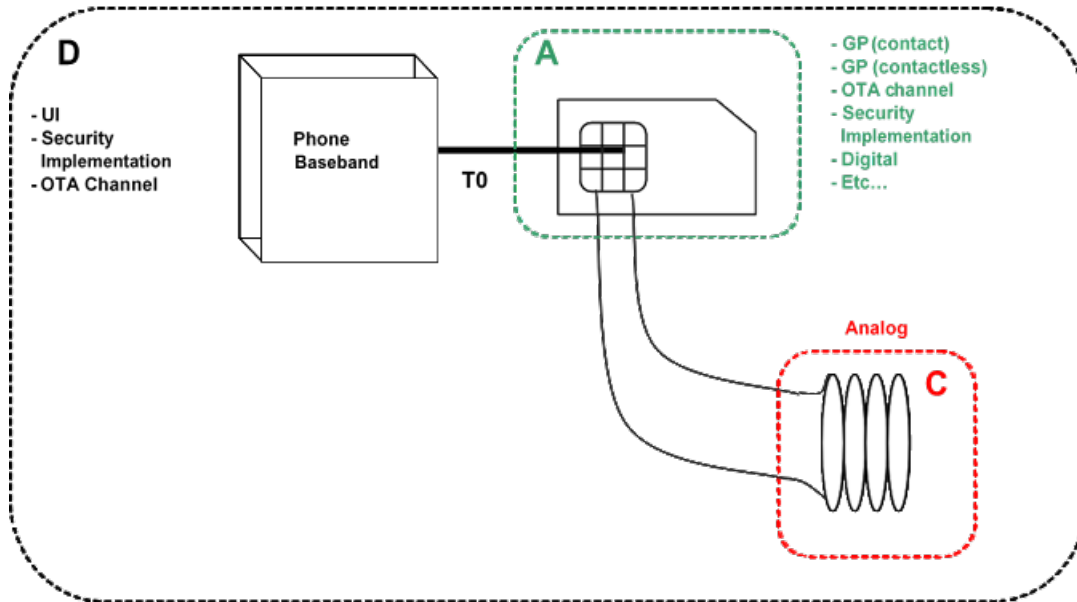 D
- UI
- Security
Implementation
- OTA Channel
Phone
Baseband
T0
A
- GP (contact)
- GP (contactless)
- OTA channel
- Security
Implementation
- Digital
- Etc...
Analog
C